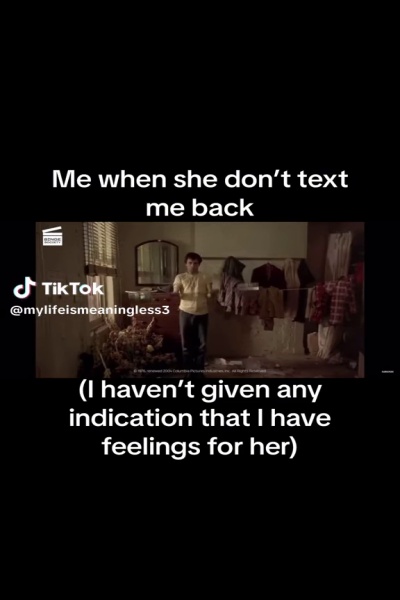 Me when she don't text
me back
TikTok
@mylifeismeaningless3
(I haven't given any
indication that I have
feelings for her)